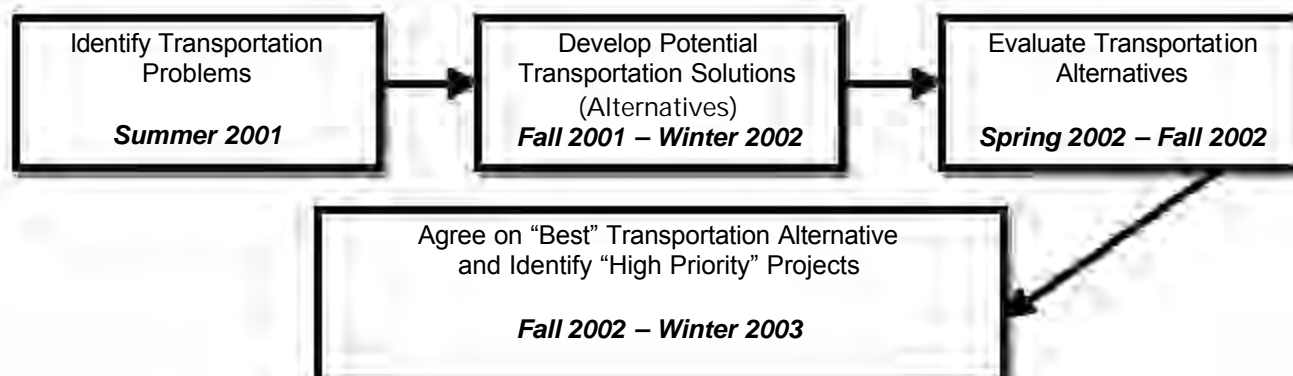 Identify Transportation
Problems
Summer 2001
Develop Potential
Transportation Solutions
(Alternatives)
Fall 2001 – Winter 2002
Evaluate Transportation
Alternatives
Spring 2002 – Fall 2002
Agree on “Best” Transportation Alternative
and Identify “High Priority” Projects
Fall 2002 – Winter 2003